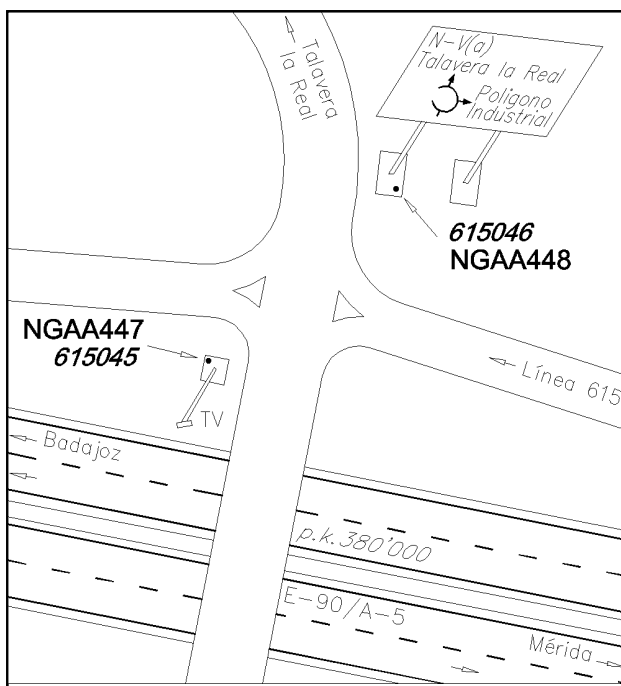 N-V(a)
Talavera la Real
Poligono
Industrial
Talavera
la Real
615046
NGAA448
NGAA447
615045
TV
Línea 615
Badajoz
p.k. 380'000
E-90/A-5
Mérida